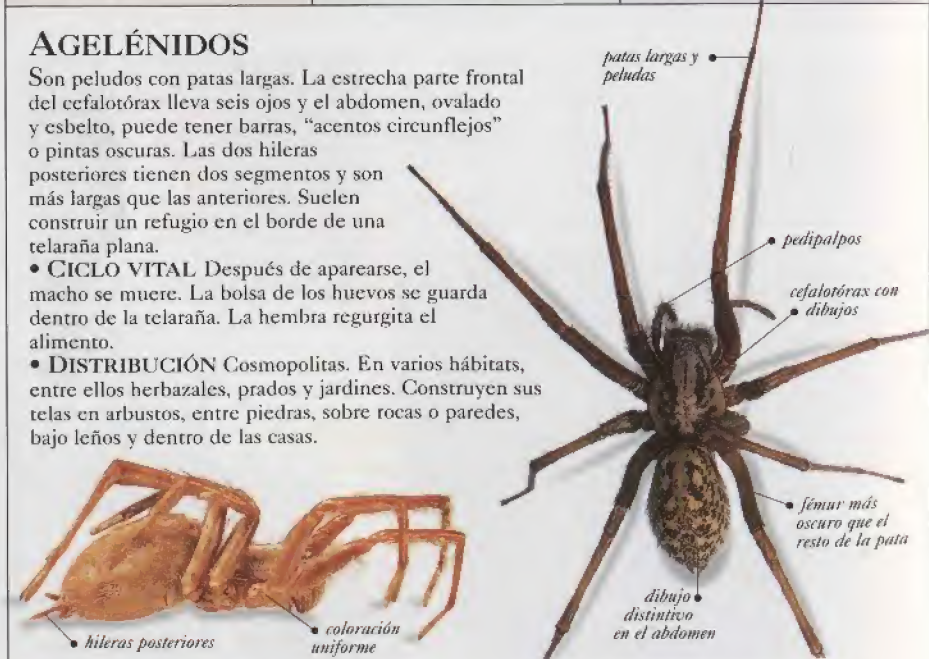 AGELÉNIDOS
Son peludos con patas largas. La estrecha parte frontal
del cefalotórax lleva seis ojos y el abdomen, ovalado
y esbelto, puede tener barras, “acentos circunflejos”
o pintas oscuras. Las dos hileras
posteriores tienen dos segmentos y son
más largas que las anteriores. Suelen
construir un refugio en el borde de una
telaraña plana.
• CICLO VITAL Después de aparearse, el
macho se muere. La bolsa de los huevos se guarda
dentro de la telaraña. La hembra regurgita el
alimento.
• DISTRIBUCIÓN Cosmopolitas. En varios hábitats,
entre ellos herbazales, prados y jardines. Construyen sus
telas en arbustos, entre piedras, sobre rocas o paredes,
bajo leños y dentro de las casas.
patas largas y
peludas
pedipalpos
cefalotórax con
dibujos
fémur más
oscuro que el
resto de la pata
dibujo
distintivo
en el abdomen
hileras posteriores
coloración
uniforme